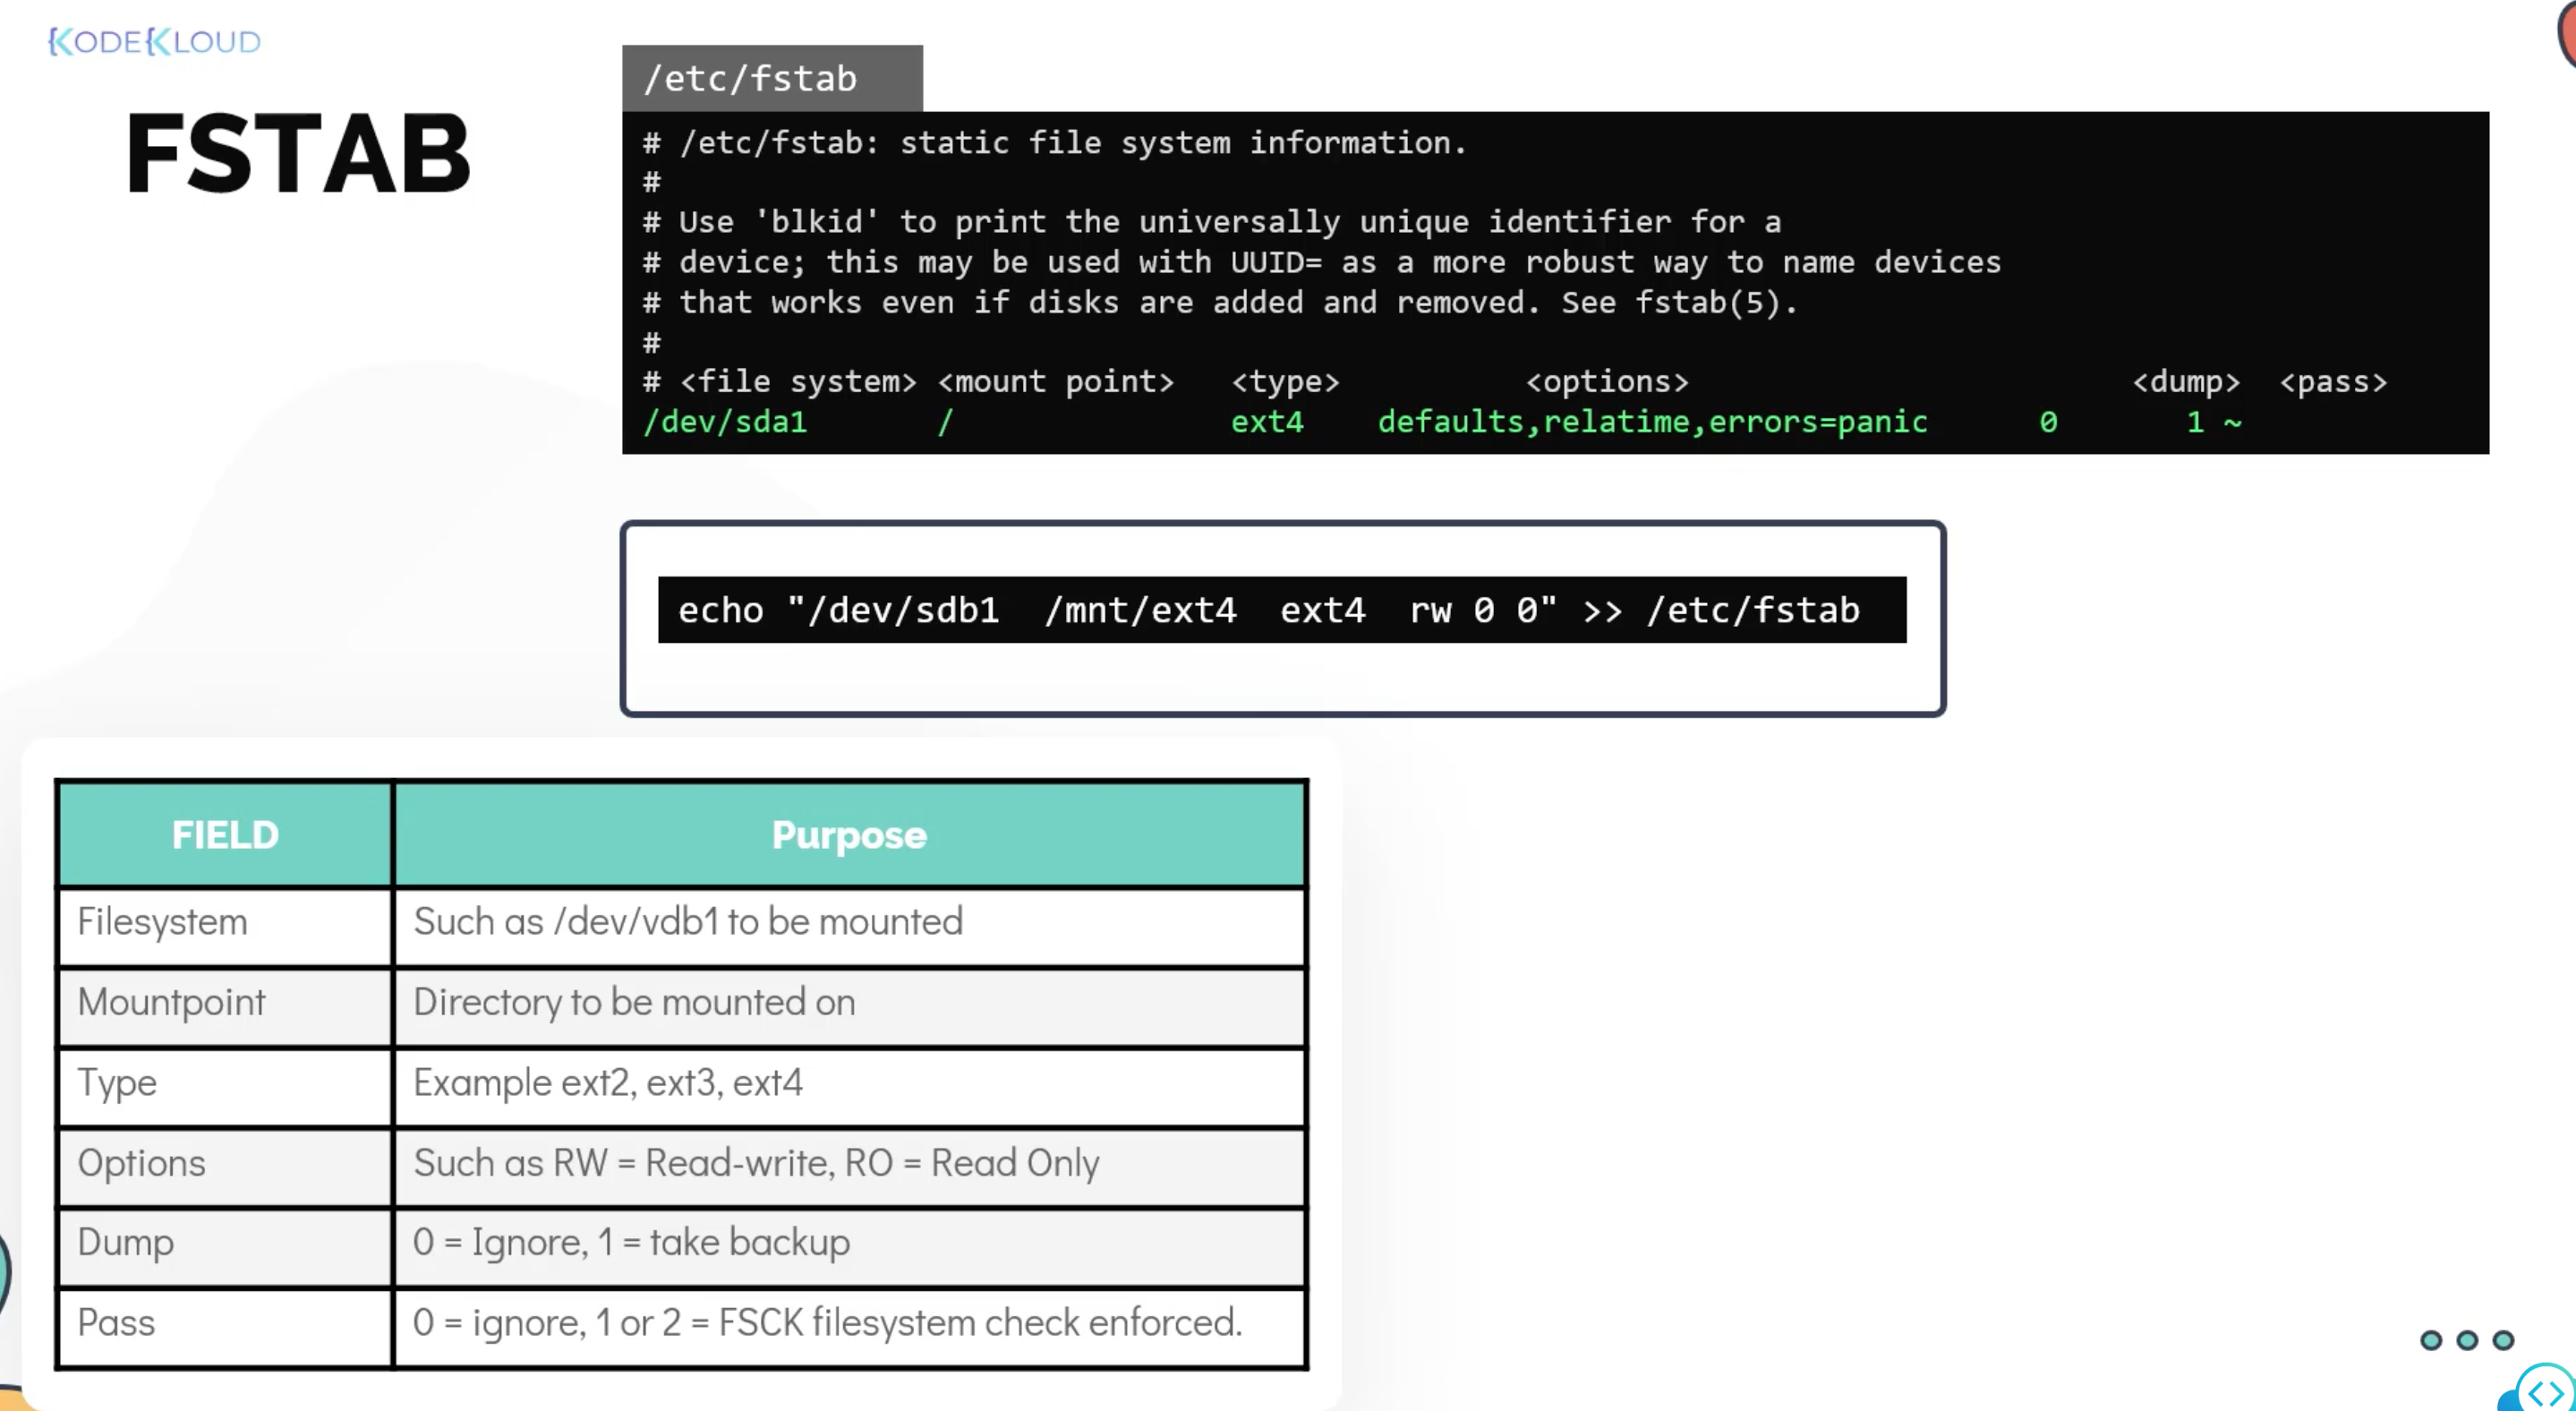 {KODE{KLOUD
FSTAB
/etc/fstab
# /etc/fstab: static file system information.
#
# Use 'blkid' to print the universally unique identifier for a
# device; this may be used with UUID= as a more robust way to name devices
# that works even if disks are added and removed. See fstab(5).
#
# <file system> <mount point> <type> <options> <dump> <pass>
/dev/sda1 / ext4 defaults,relatime,errors=panic 0 1 ~
echo "/dev/sdb1 /mnt/ext4 ext4 rw 0 0" >> /etc/fstab
FIELD Purpose
Filesystem Such as /dev/vdb1 to be mounted
Mountpoint Directory to be mounted on
Type Example ext2, ext3, ext4
Options Such as RW = Read-write, RO = Read Only
Dump 0 = Ignore, 1 = take backup
Pass 0 = ignore, 1 or 2 = FSCK filesystem check enforced.